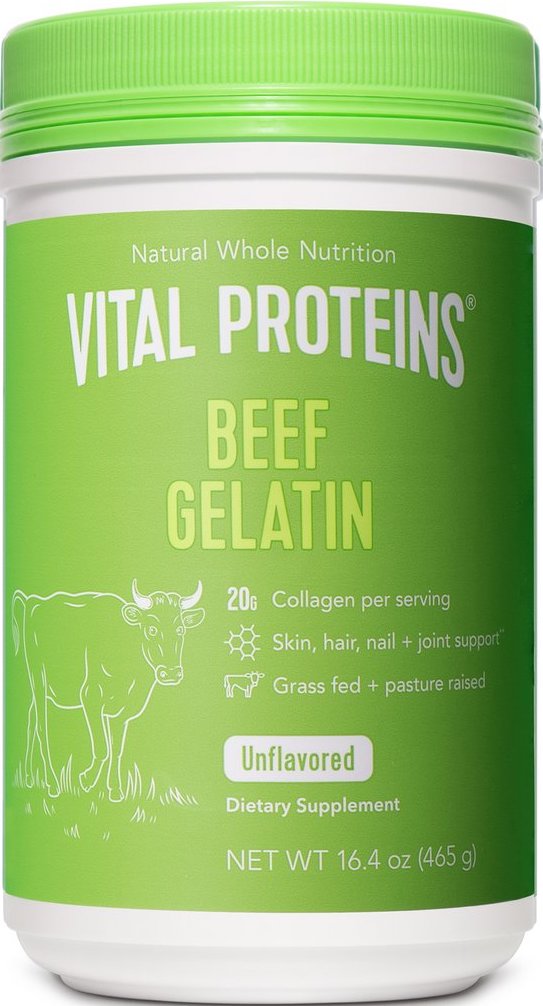 Natural Whole Nutrition
VITAL PROTEINS®
BEEF
GELATIN
20G Collagen per serving
Skin, hair, nail + joint support**
Grass fed + pasture raised
Unflavored
Dietary Supplement
NET WT 16.4 oz (465 g)